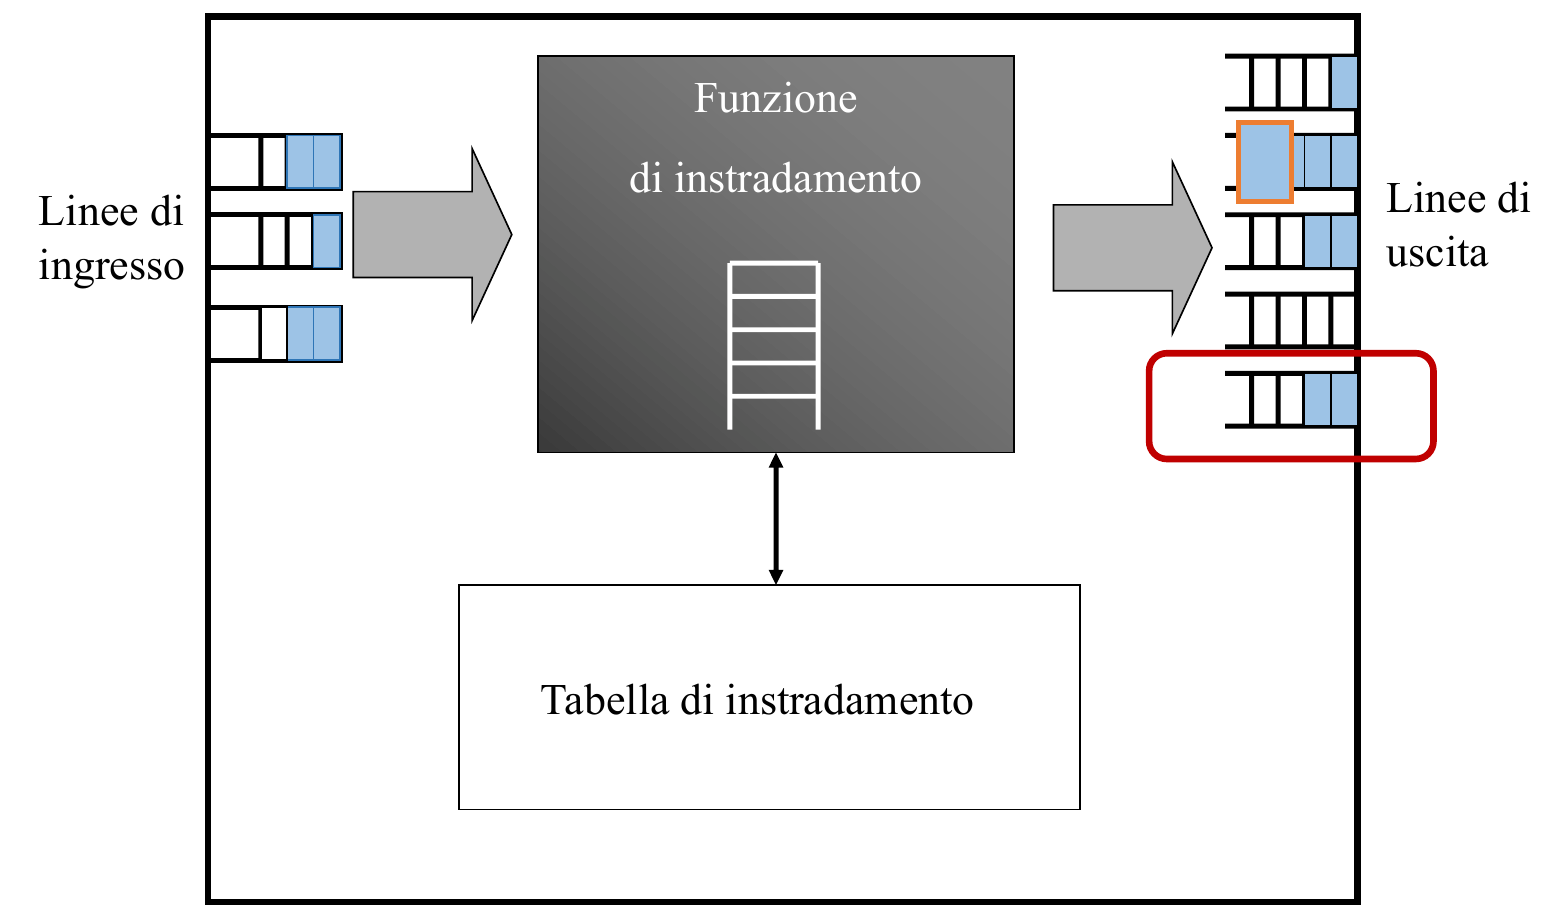 Funzione
di instradamento
Linee di
ingresso
Linee di
uscita
Tabella di instradamento